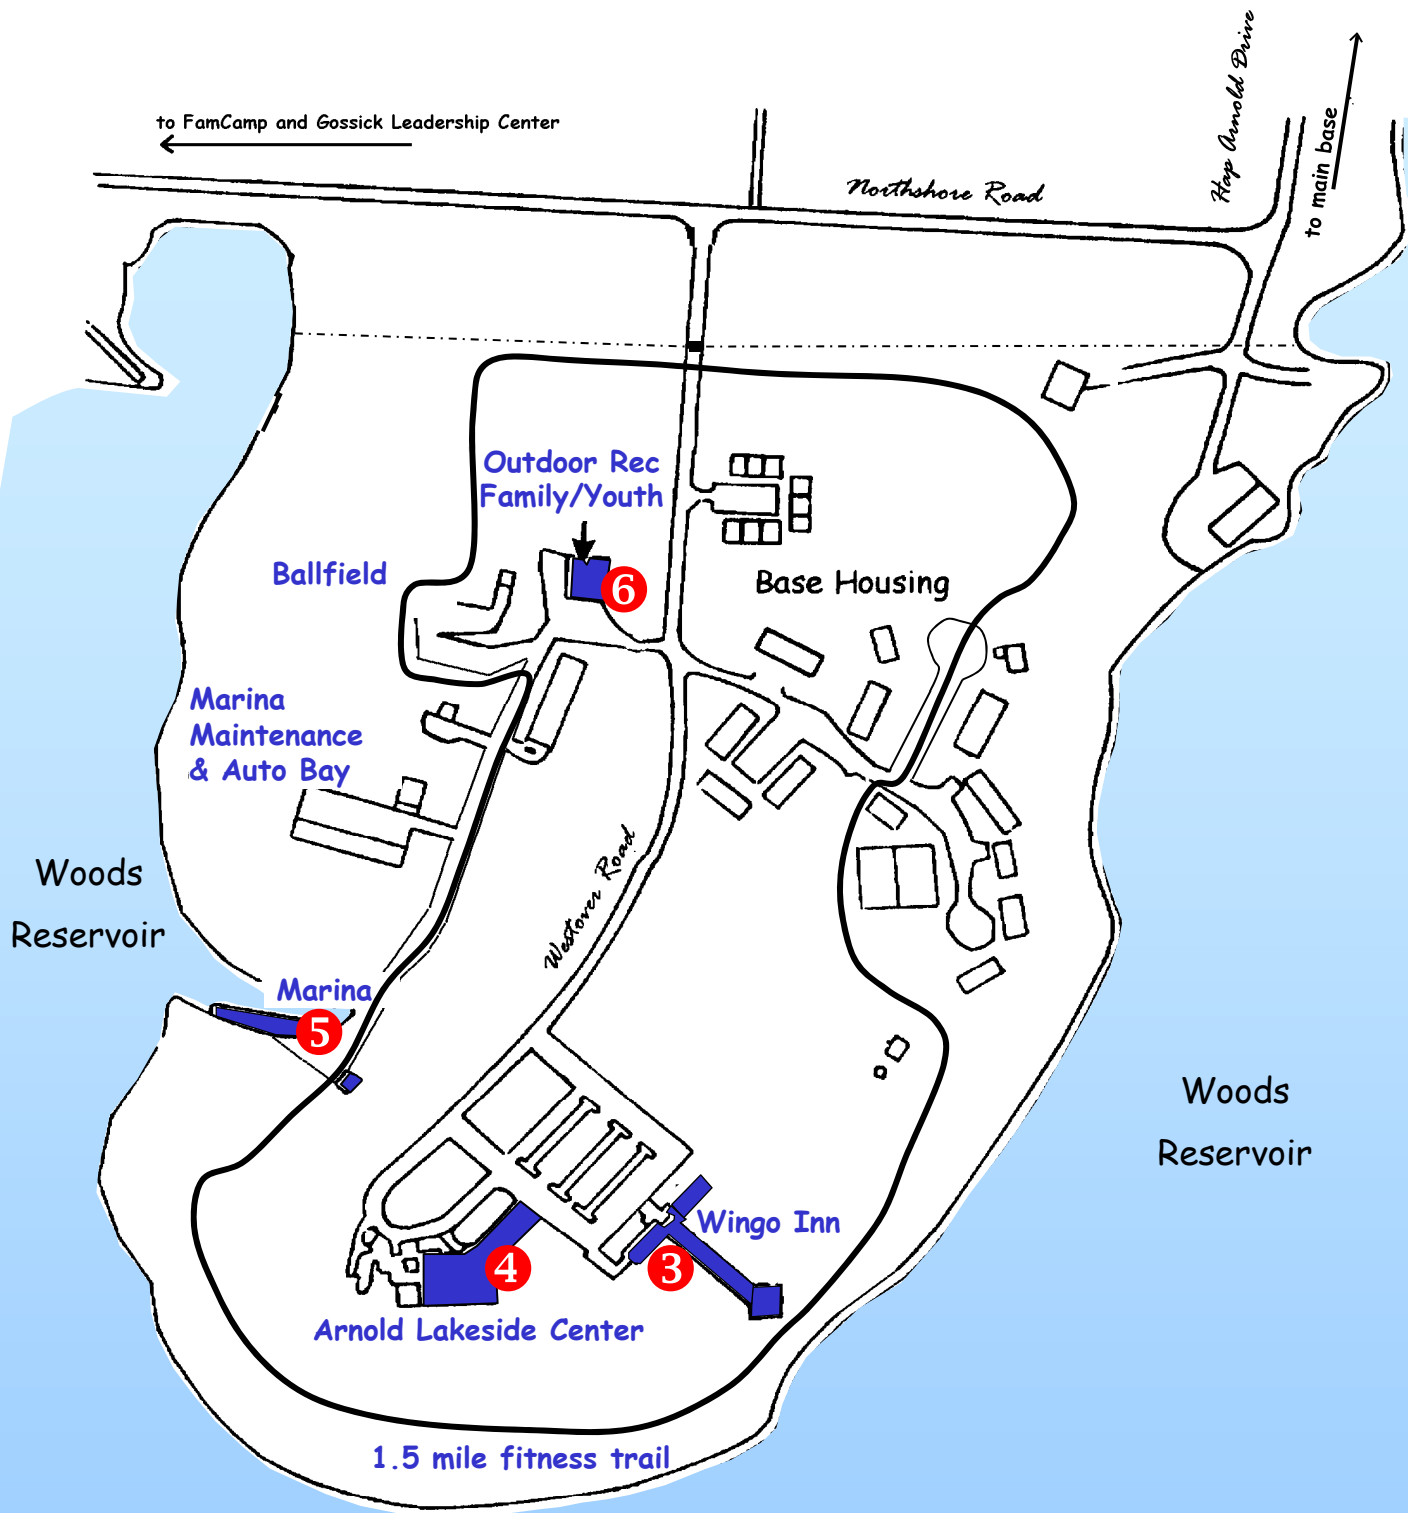 Hap Arnold Drive
to main base
to FamCamp and Gossick Leadership Center
Northshore Road
Outdoor Rec
Family/Youth
6
Ballfield
Base Housing
Marina
Maintenance
& Auto Bay
Westover Road
Woods
Reservoir
Marina
5
Woods
Reservoir
Wingo Inn
4
3
Arnold Lakeside Center
1.5 mile fitness trail